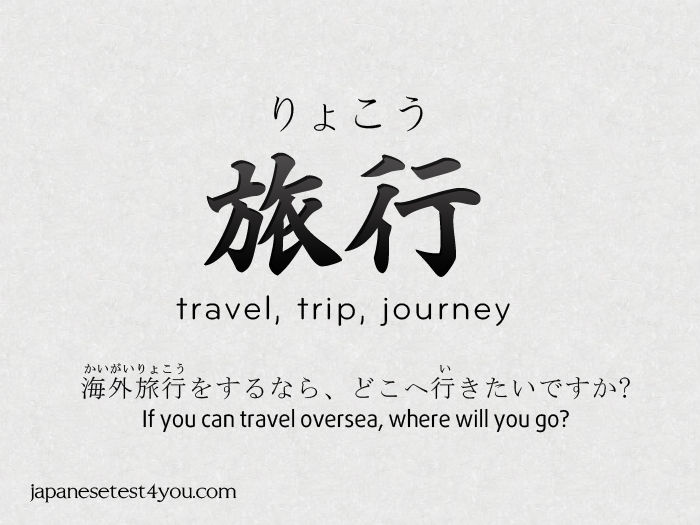 りょこう
旅行
travel, trip, journey
かいがいりょこう い
海外旅行をするなら、どこへ行きたいですか?
If you can travel oversea, where will you go?
japanesetest4you.com